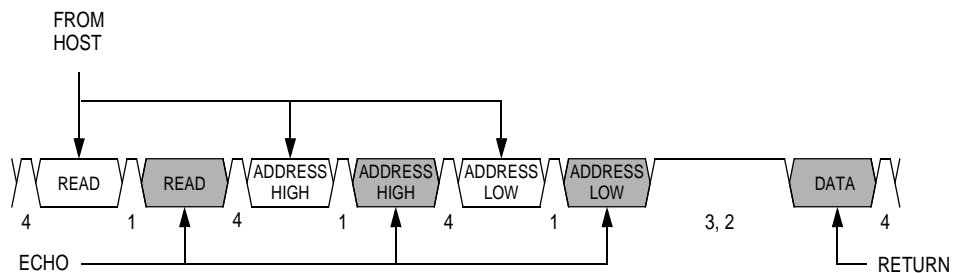 FROM
HOST
READ
READ
ADDRESS
HIGH
ADDRESS
HIGH
ADDRESS
LOW
ADDRESS
LOW
DATA
4 1 4 1 4 1 3, 2 4
ECHO
RETURN